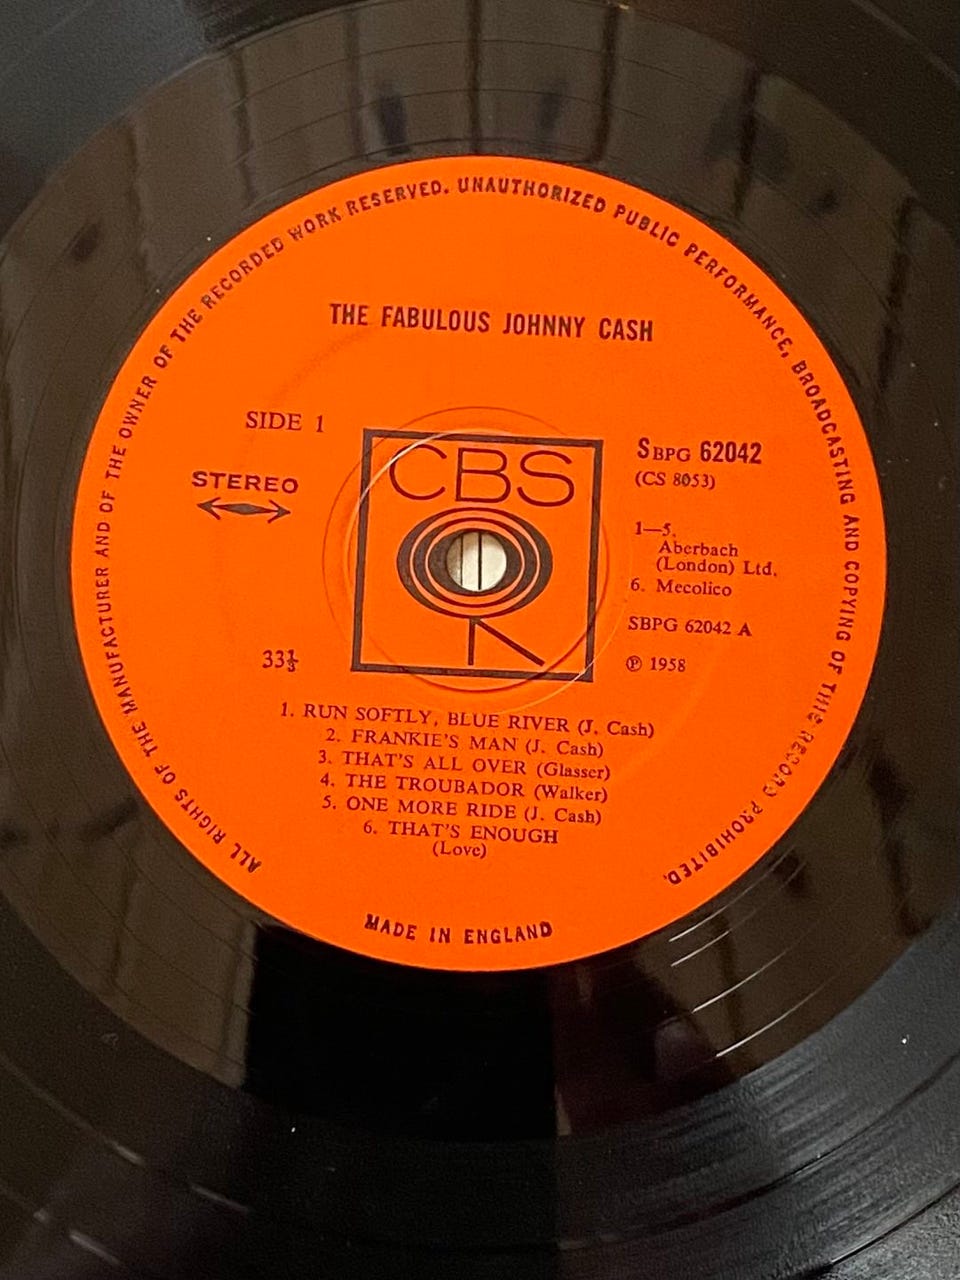 ALL RIGHTS OF THE MANUFACTURER AND OF THE OWNER OF THE RECORDED WORK RESERVED. UNAUTHORIZED PUBLIC PERFORMANCE, BROADCASTING AND COPYING OF THIS RECORD PROHIBITED.
THE FABULOUS JOHNNY CASH
SIDE 1
STEREO
33⅓
CBS
SBPG 62042
(CS 8053)
1—5.
Aberbach
(London) Ltd.
6. Mecolico
SBPG 62042 A
Ⓟ 1958
1. RUN SOFTLY, BLUE RIVER (J. Cash)
2. FRANKIE'S MAN (J. Cash)
3. THAT'S ALL OVER (Glasser)
4. THE TROUBADOR (Walker)
5. ONE MORE RIDE (J. Cash)
6. THAT'S ENOUGH
(Love)
MADE IN ENGLAND